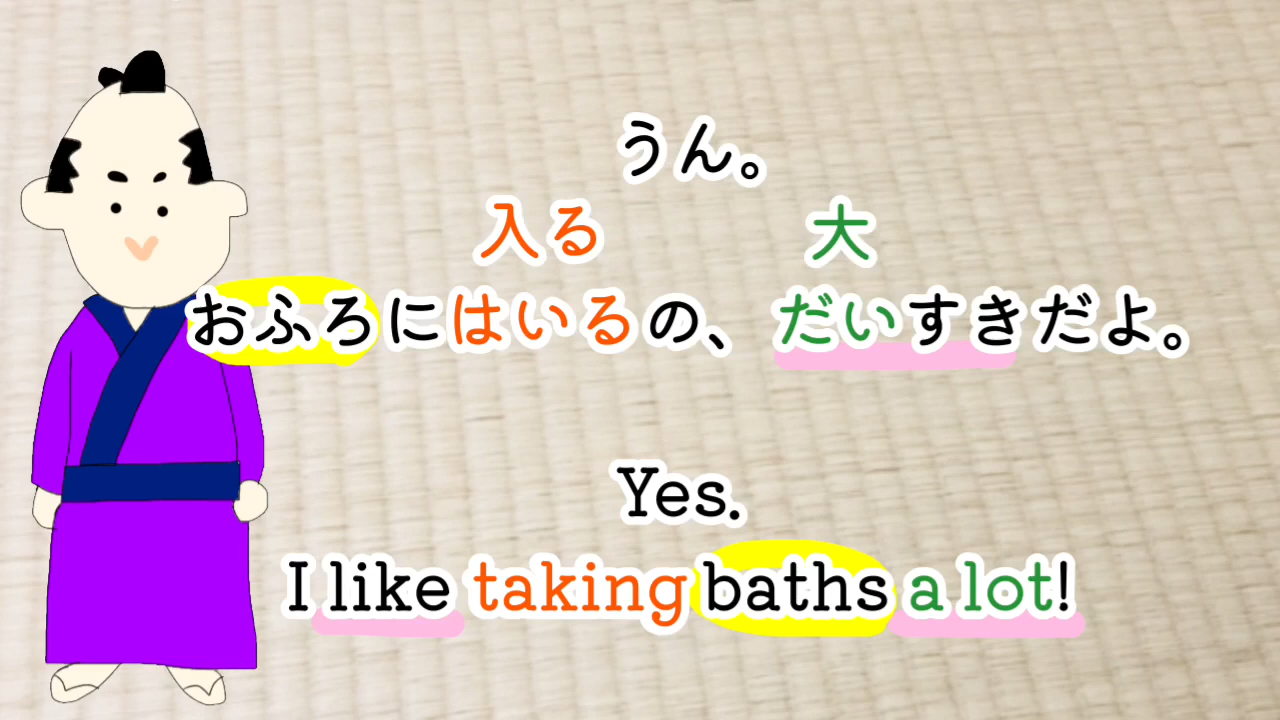 うん。
入る 大
おふろにはいるの、だいすきだよ。
Yes.
I like taking baths a lot!